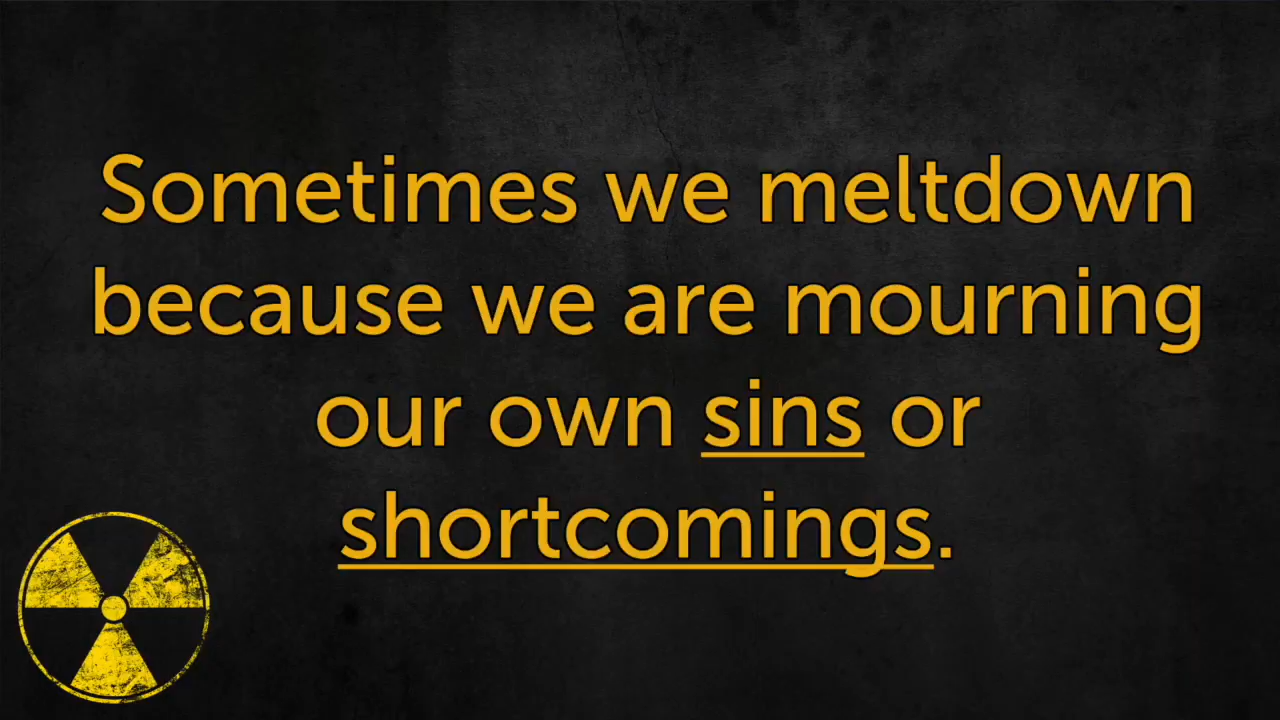 Sometimes we meltdown
because we are mourning
our own sins or
shortcomings.